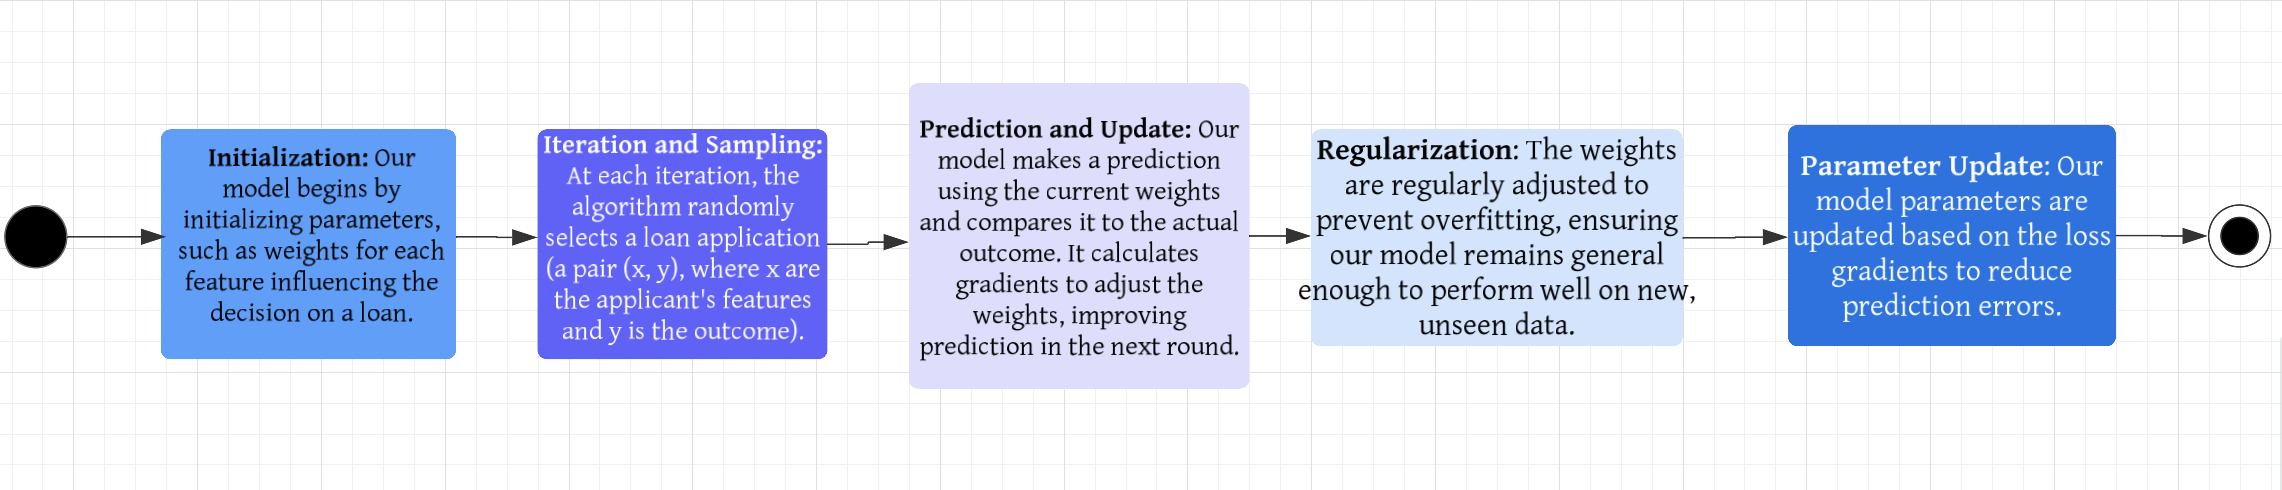 Initialization: Our
model begins by
initializing parameters,
such as weights for each
feature influencing the
decision on a loan.
Iteration and Sampling:
At each iteration, the
algorithm randomly
selects a loan application
(a pair (x, y), where x are
the applicant's features
and y is the outcome).
Prediction and Update: Our
model makes a prediction
using the current weights
and compares it to the actual
outcome. It calculates
gradients to adjust the
weights, improving
prediction in the next round.
Regularization: The weights
are regularly adjusted to
prevent overfitting, ensuring
our model remains general
enough to perform well on new,
unseen data.
Parameter Update: Our
model parameters are
updated based on the loss
gradients to reduce
prediction errors.